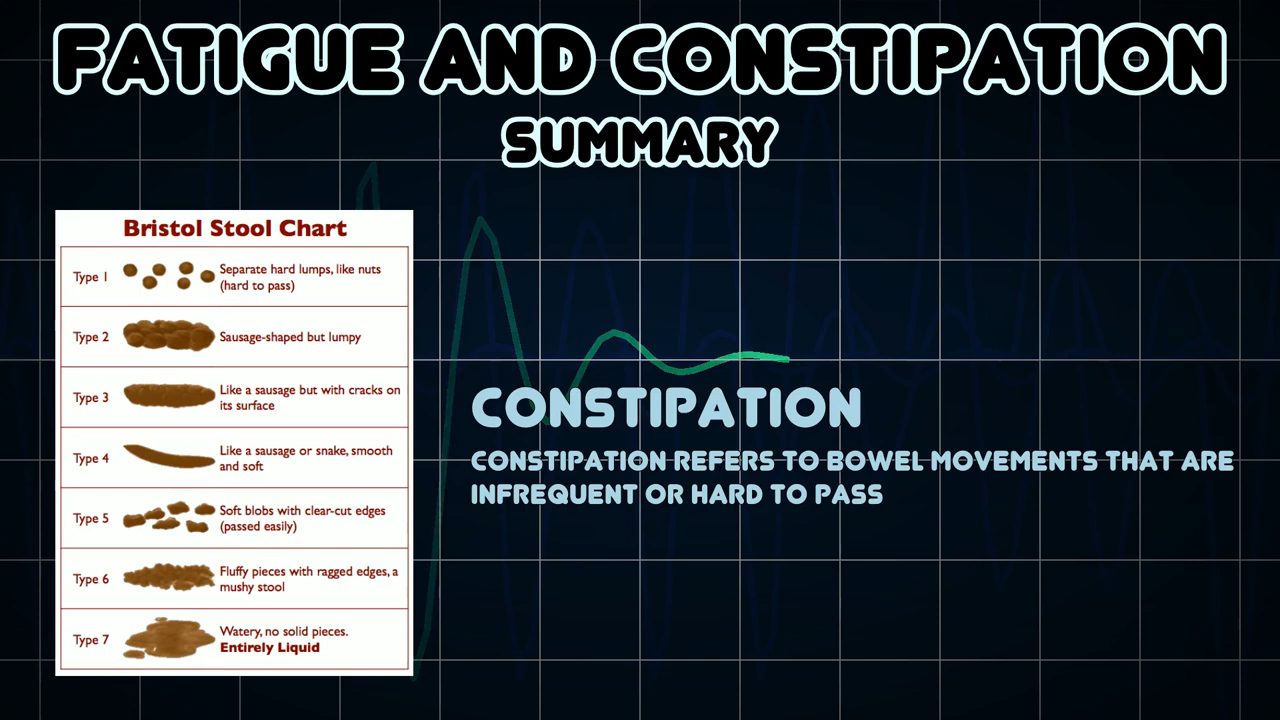 FATIGUE AND CONSTIPATION
SUMMARY
Bristol Stool Chart
Type 1
Separate hard lumps, like nuts
(hard to pass)
Type 2
Sausage-shaped but lumpy
Type 3
Like a sausage but with cracks on
its surface
Type 4
Like a sausage or snake, smooth
and soft
Type 5
Soft blobs with clear-cut edges
(passed easily)
Type 6
Fluffy pieces with ragged edges, a
mushy stool
Type 7
Watery, no solid pieces.
Entirely Liquid
CONSTIPATION
CONSTIPATION REFERS TO BOWEL MOVEMENTS THAT ARE
INFREQUENT OR HARD TO PASS